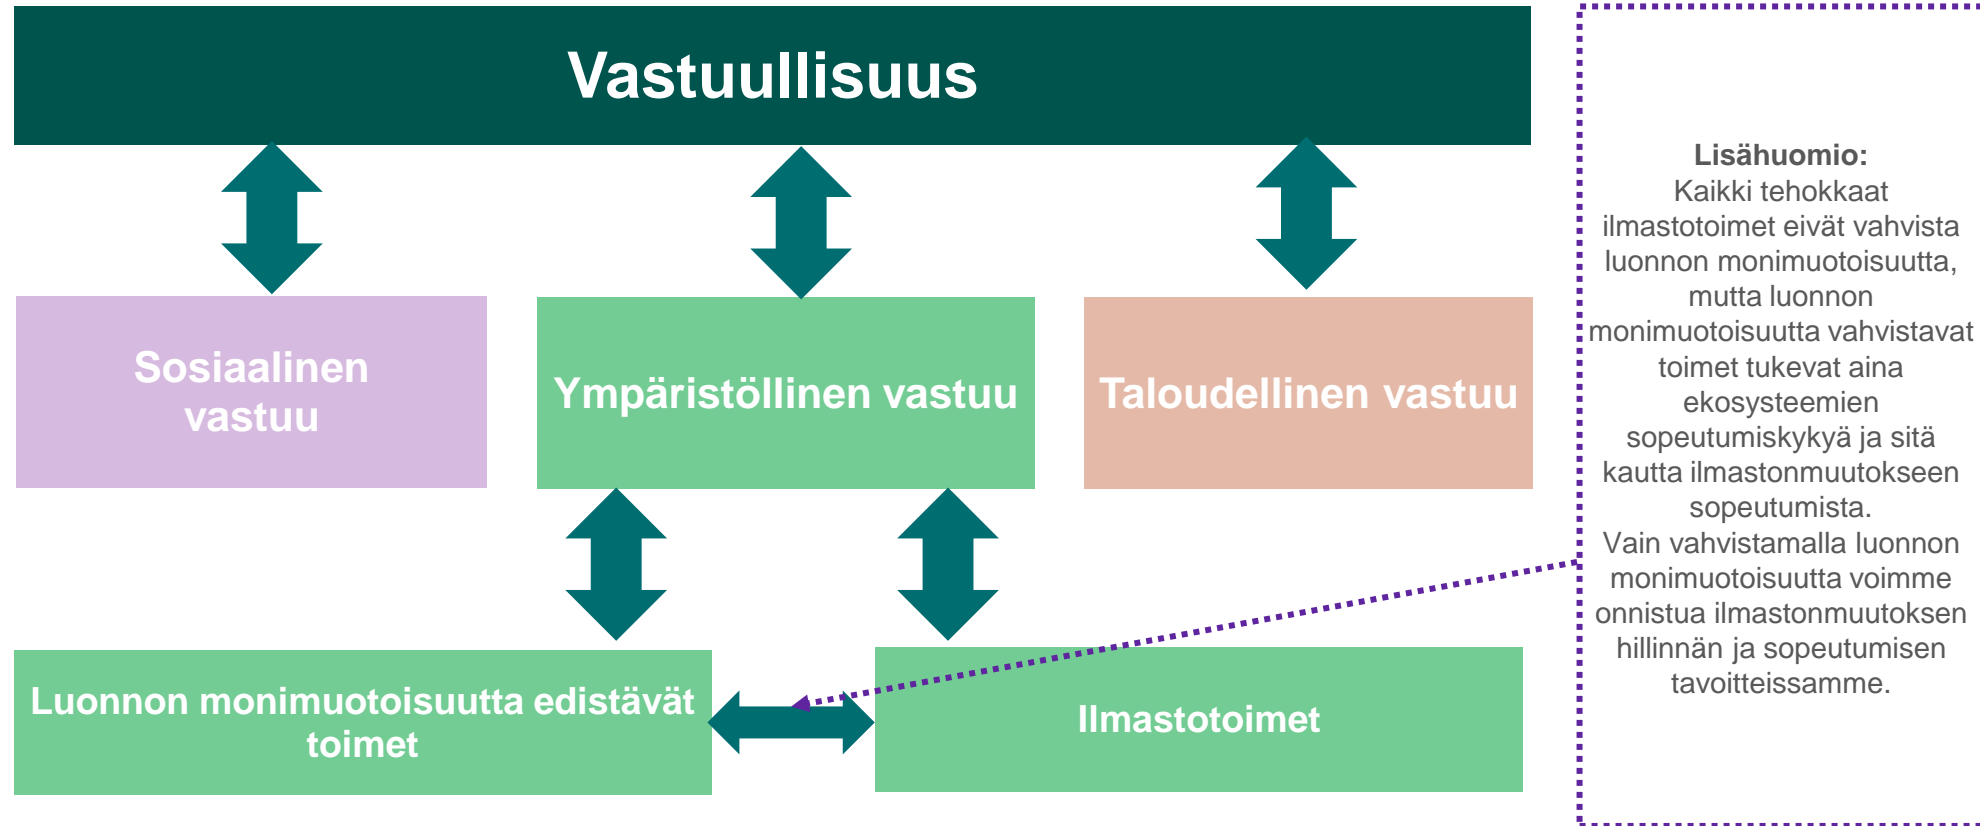 Vastuullisuus
Sosiaalinen
vastuu
Ympäristöllinen vastuu
Taloudellinen vastuu
Luonnon monimuotoisuutta edistävät
toimet
Ilmastotoimet
Lisähuomio:
Kaikki tehokkaat
ilmastotoimet eivät vahvista
luonnon monimuotoisuutta,
mutta luonnon
monimuotoisuutta vahvistavat
toimet tukevat aina
ekosysteemien
sopeutumiskykyä ja sitä
kautta ilmastonmuutokseen
sopeutumista.
Vain vahvistamalla luonnon
monimuotoisuutta voimme
onnistua ilmastonmuutoksen
hillinnän ja sopeutumisen
tavoitteissamme.